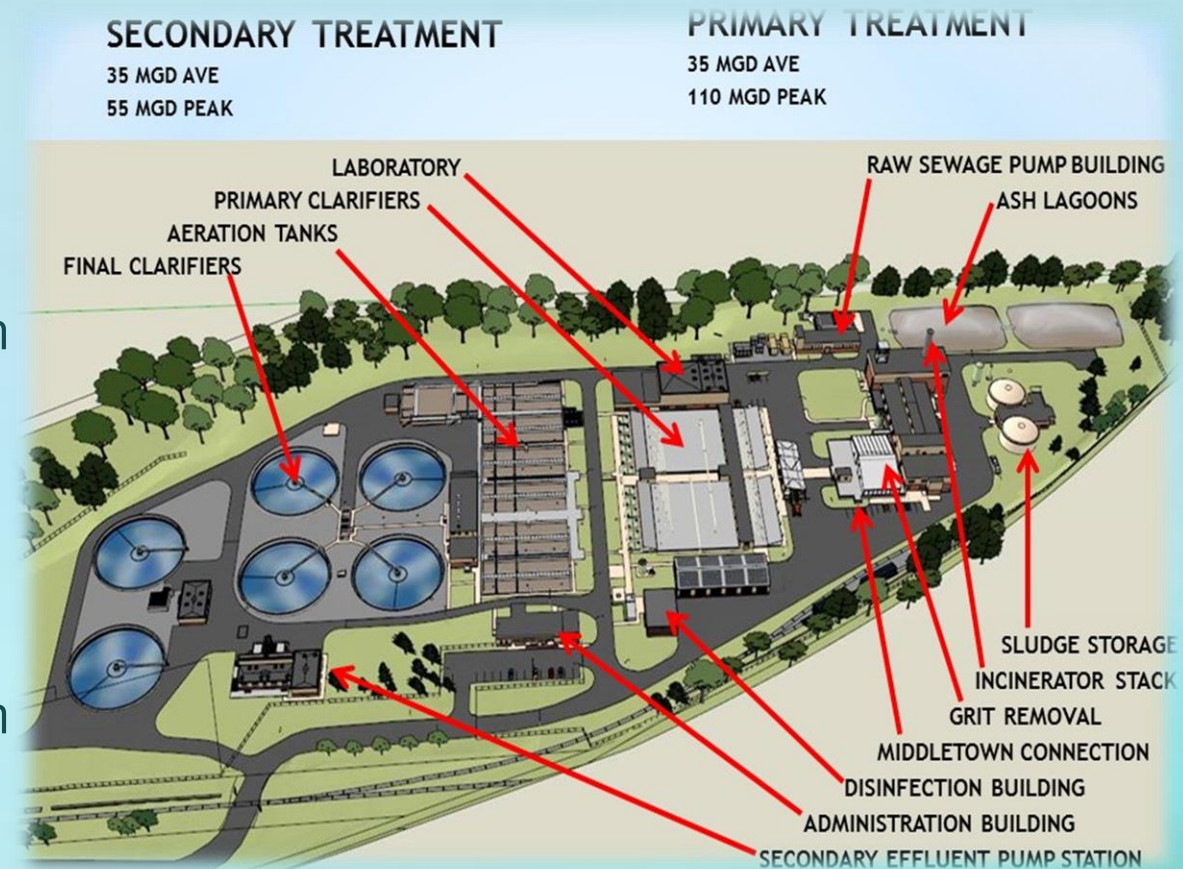 SECONDARY TREATMENT
35 MGD AVE
55 MGD PEAK
PRIMARY TREATMENT
35 MGD AVE
110 MGD PEAK
LABORATORY
PRIMARY CLARIFIERS
AERATION TANKS
FINAL CLARIFIERS
RAW SEWAGE PUMP BUILDING
ASH LAGOONS
SLUDGE STORAGE
INCINERATOR STACK
GRIT REMOVAL
MIDDLETOWN CONNECTION
DISINFECTION BUILDING
ADMINISTRATION BUILDING
SECONDARY EFFLUENT PUMP STATION